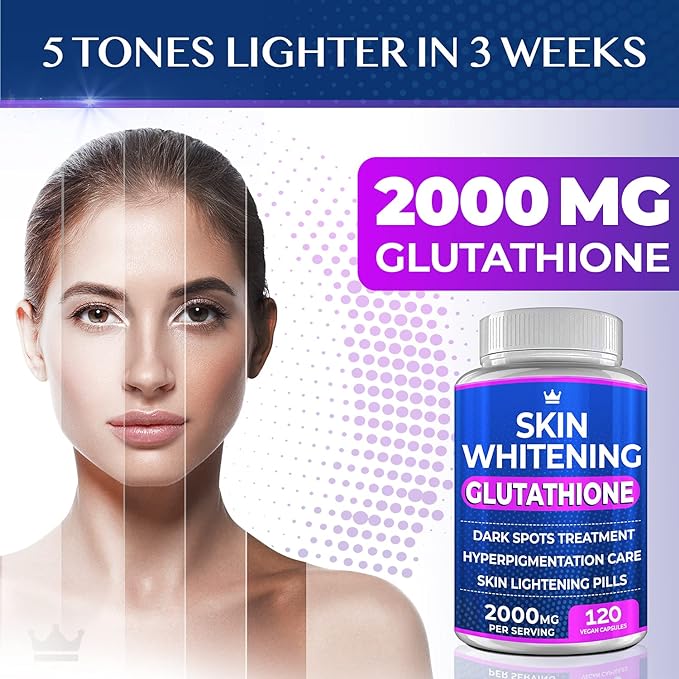 5 TONES LIGHTER IN 3 WEEKS
2000 MG
GLUTATHIONE
SKIN
WHITENING
GLUTATHIONE
DARK SPOTS TREATMENT
HYPERPIGMENTATION CARE
SKIN LIGHTENING PILLS
2000MG
PER SERVING
120
VEGAN CAPSULES